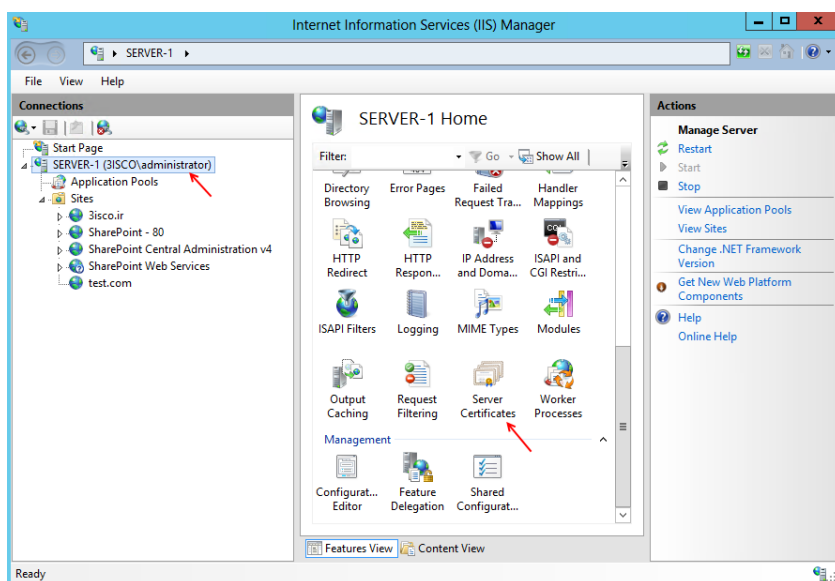 Internet Information Services (IIS) Manager
SERVER-1
File View Help
Connections
Start Page
SERVER-1 (3ISCO\administrator)
Application Pools
Sites
3isco.ir
SharePoint - 80
SharePoint Central Administration v4
SharePoint Web Services
test.com
SERVER-1 Home
Filter: Go Show All
Directory Browsing
Error Pages
Failed Request Tra...
Handler Mappings
HTTP Redirect
HTTP Respon...
IP Address and Doma...
ISAPI and CGI Restri...
ISAPI Filters
Logging
MIME Types
Modules
Output Caching
Request Filtering
Server Certificates
Worker Processes
Management
Configurat... Editor
Feature Delegation
Shared Configurat...
Features View Content View
Actions
Manage Server
Restart
Start
Stop
View Application Pools
View Sites
Change .NET Framework
Version
Get New Web Platform
Components
Help
Online Help
Ready